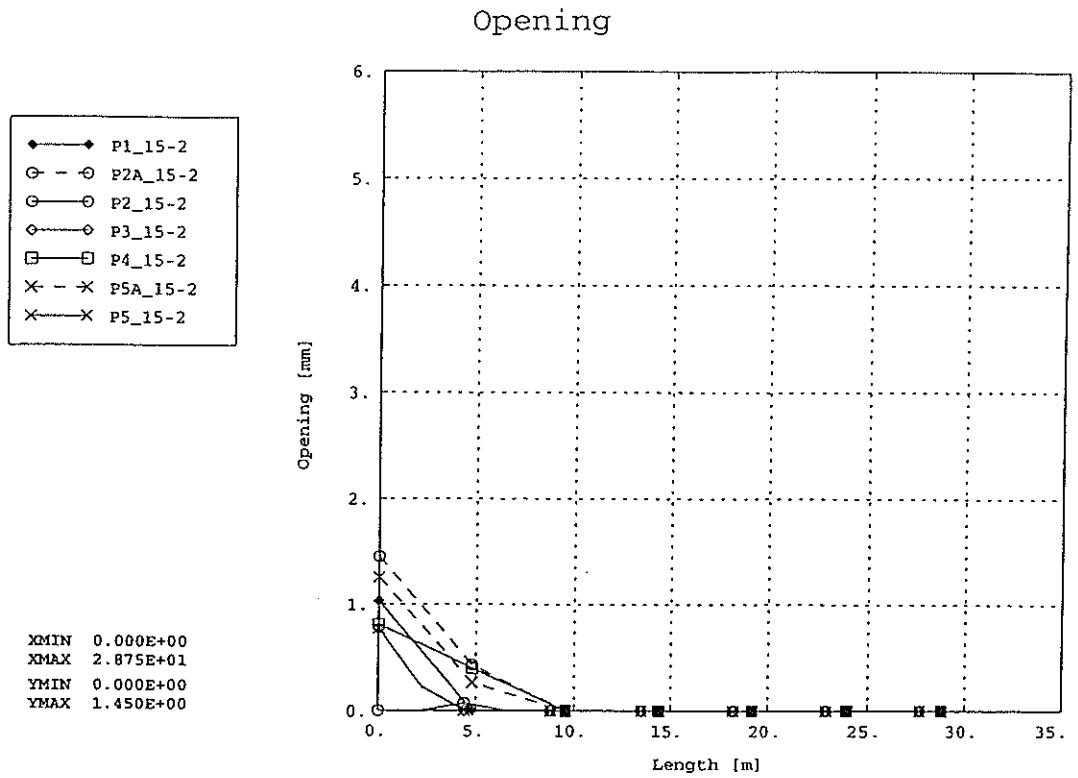 Opening
6.
5.
4.
3.
2.
1.
0.
Opening [mm]
P1_15-2
P2A_15-2
P2_15-2
P3_15-2
P4_15-2
P5A_15-2
P5_15-2
XMIN 0.000E+00
XMAX 2.875E+01
YMIN 0.000E+00
YMAX 1.450E+00
0. 5. 10. 15. 20. 25. 30. 35.
Length [m]